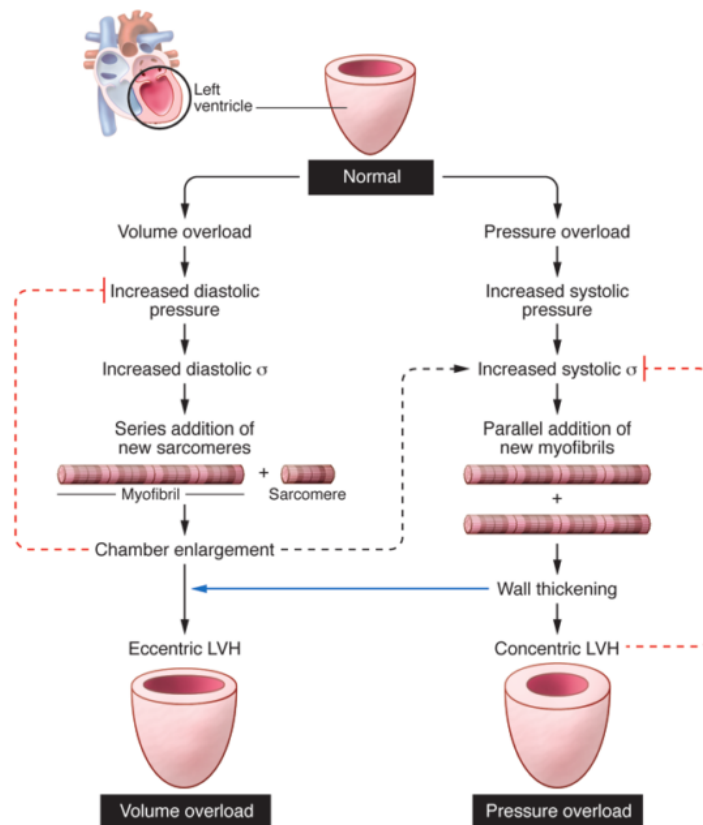 Left
ventricle
Normal
Volume overload
Increased diastolic
pressure
Increased diastolic σ
Series addition of
new sarcomeres
+
Myofibril
Sarcomere
Chamber enlargement
Eccentric LVH
Volume overload
Pressure overload
Increased systolic
pressure
Increased systolic σ
Parallel addition of
new myofibrils
+
Wall thickening
Concentric LVH
Pressure overload